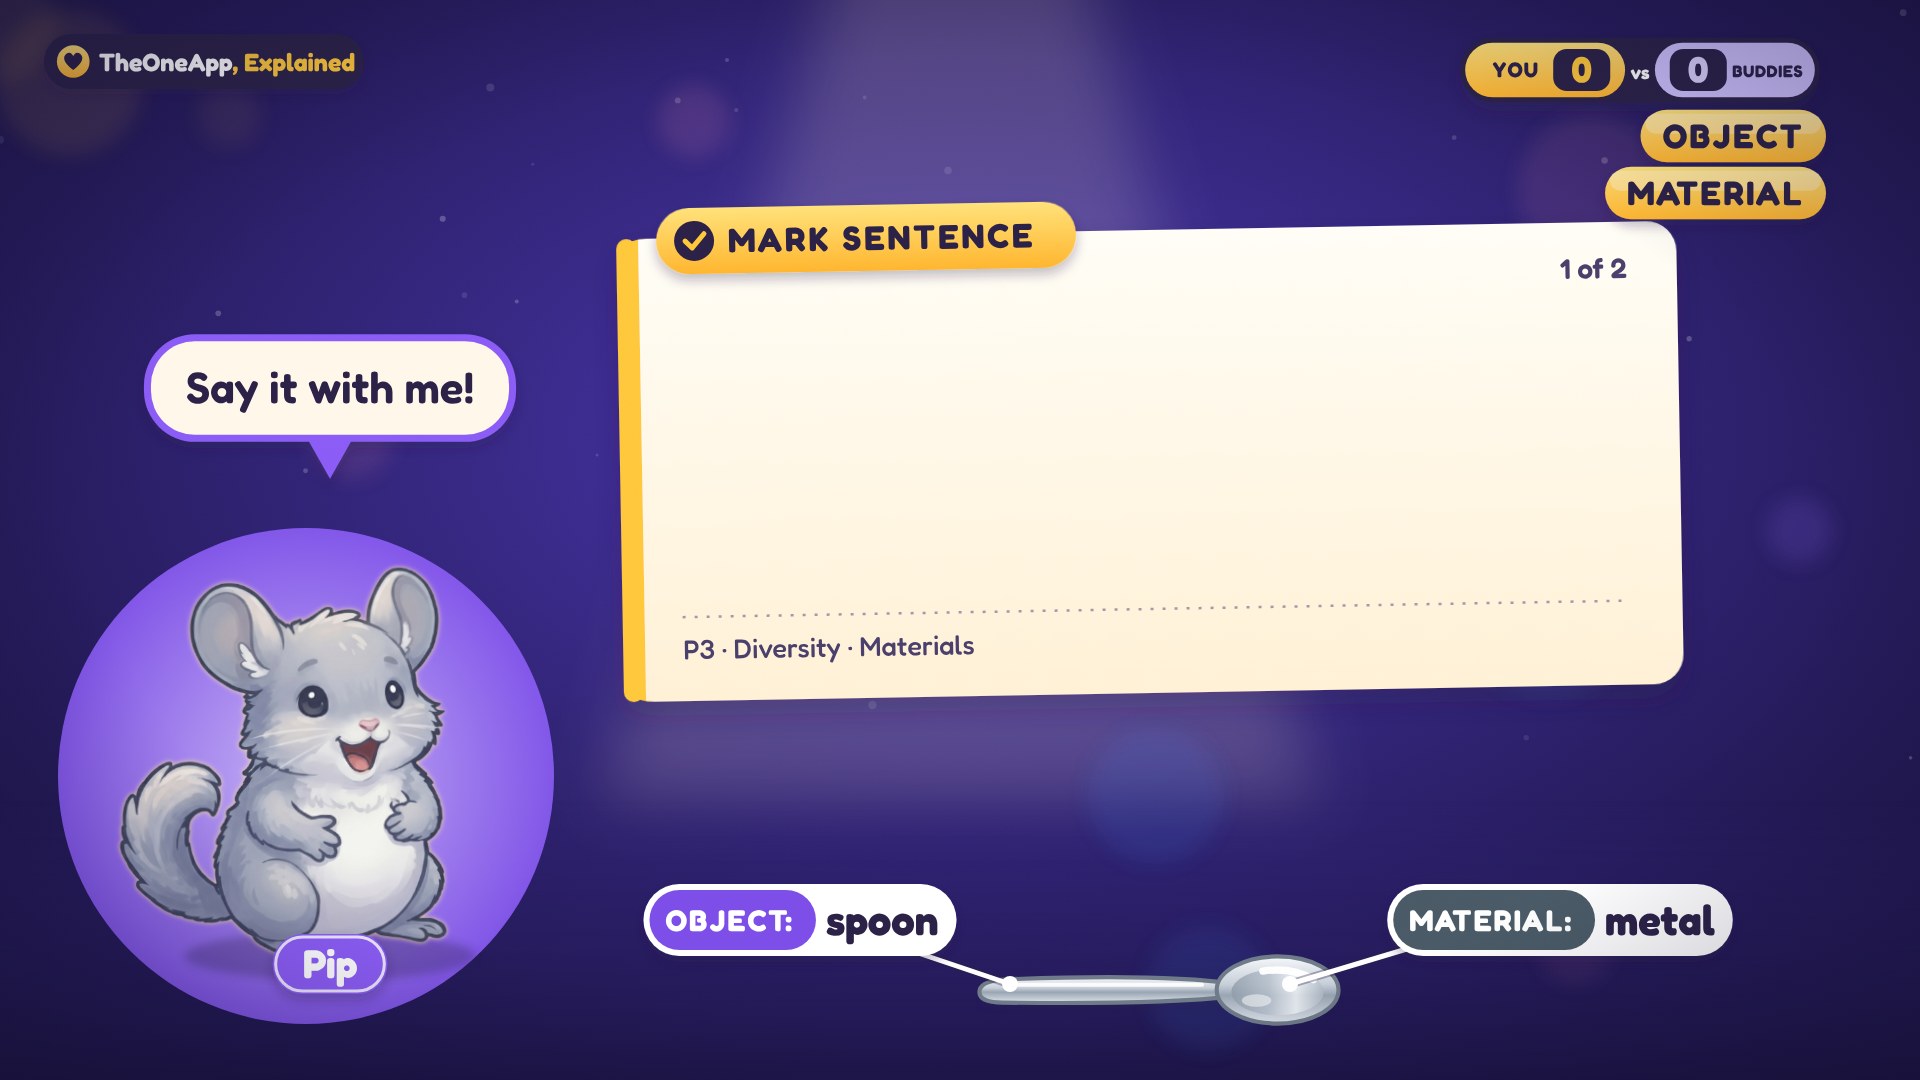 TheOneApp, Explained
YOU 0 vs 0 BUDDIES
OBJECT
MATERIAL
MARK SENTENCE
1 of 2
Say it with me!
P3 · Diversity · Materials
OBJECT: spoon
MATERIAL: metal
Pip